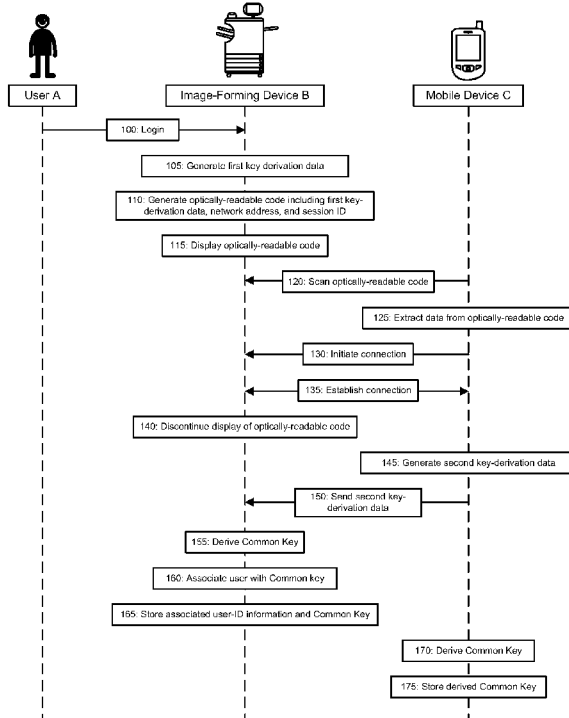 User A
Image-Forming Device B
Mobile Device C
100: Login
105: Generate first key derivation data
110: Generate optically-readable code including first key-
derivation data, network address, and session ID
115: Display optically-readable code
120: Scan optically-readable code
125: Extract data from optically-readable code
130: Initiate connection
135: Establish connection
140: Discontinue display of optically-readable code
145: Generate second key-derivation data
150: Send second key-
derivation data
155: Derive Common Key
160: Associate user with Common key
165: Store associated user-ID information and Common Key
170: Derive Common Key
175: Store derived Common Key